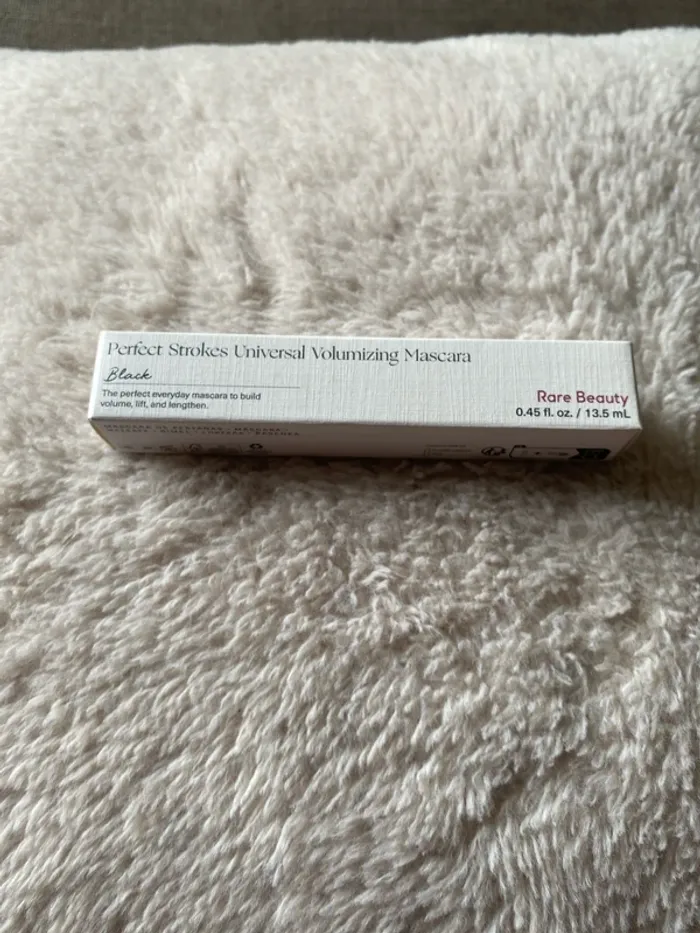 Perfect Strokes Universal Volumizing Mascara
Black
The perfect everyday mascara to build
volume, lift, and lengthen.
Rare Beauty
0.45 fl. oz. / 13.5 mL